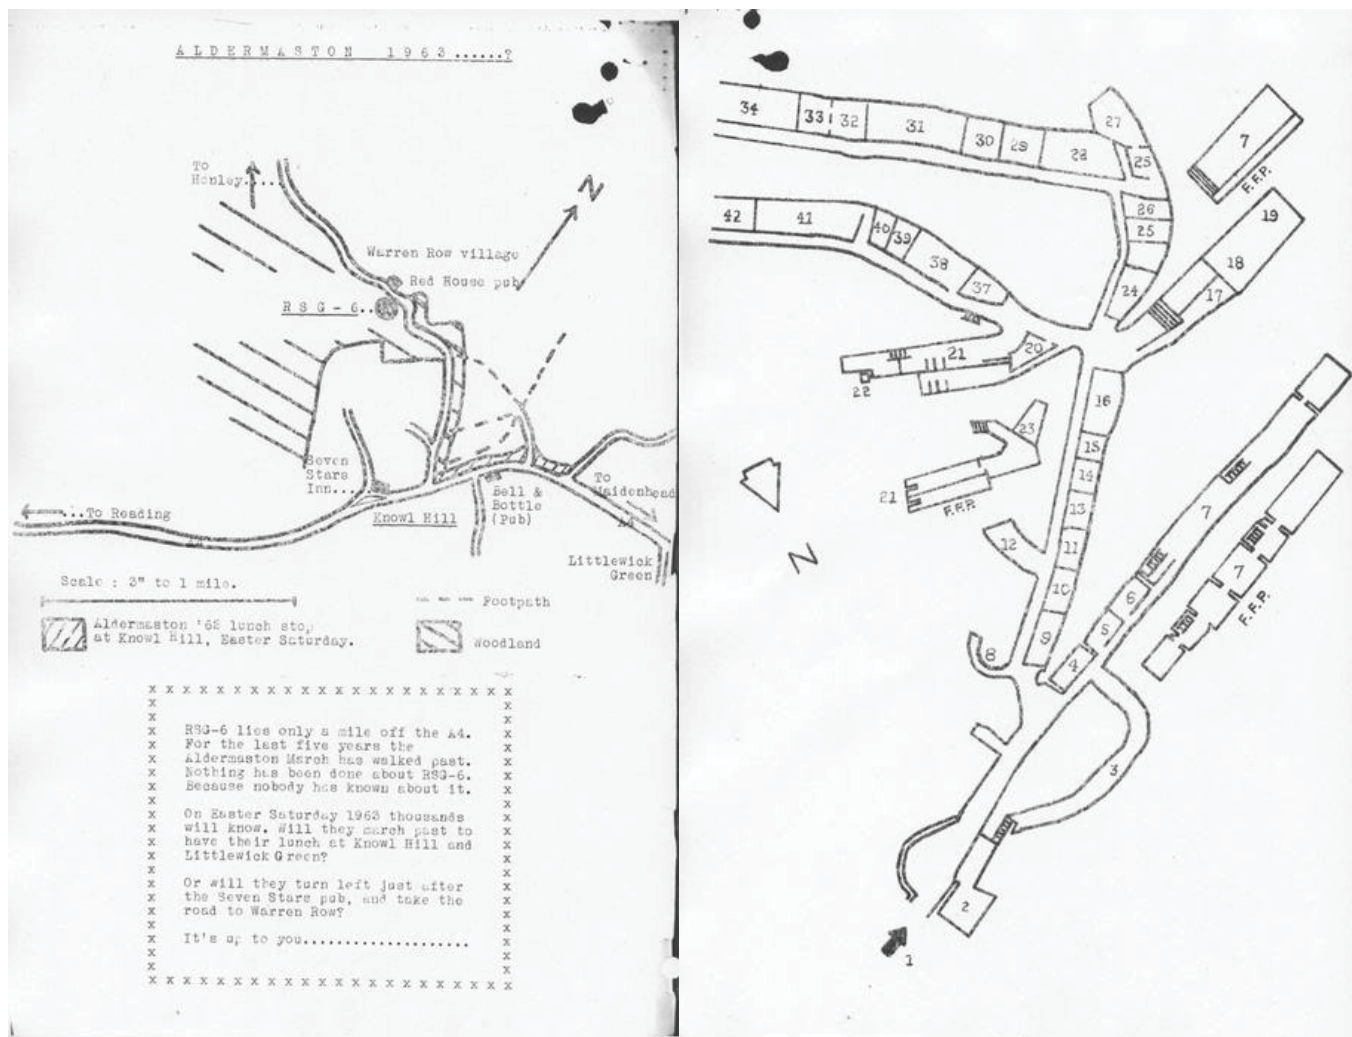 ALDERMASTON 1963......?
To
Henley.....
N
Warren Row village
Red House pub
RSG-6..
Seven
Stars
Inn....
...To Reading
Knowl Hill
Bell &
Bottle
(Pub)
To
Maidenhead
A4
A4
Littlewick
Green
Scale : 3" to 1 mile.
Footpath
Aldermaston '62 lunch stop
at Knowl Hill, Easter Saturday.
Woodland
x x x x x x x x x x x x x x x x x x x x x x
RSG-6 lies only a mile off the A4.
For the last five years the
Aldermaston March has walked past.
Nothing has been done about RSG-6.
Because nobody has known about it.
On Easter Saturday 1963 thousands
will know. Will they march past to
have their lunch at Knowl Hill and
Littlewick Green?
Or will they turn left just after
the Seven Stars pub, and take the
road to Warren Row?
It's up to you....................
x x x x x x x x x x x x x x x x x x x x x x
34 33 32 31 30 29 28 27 25
7
F.F.P.
26
25
24
19
18
17
42 41 40 39 38 37
20
21
22
16
15
14
13
11
10
9
23
21
F.F.P.
12
N
8
7
6
5
4
7
F.F.P.
3
2
1